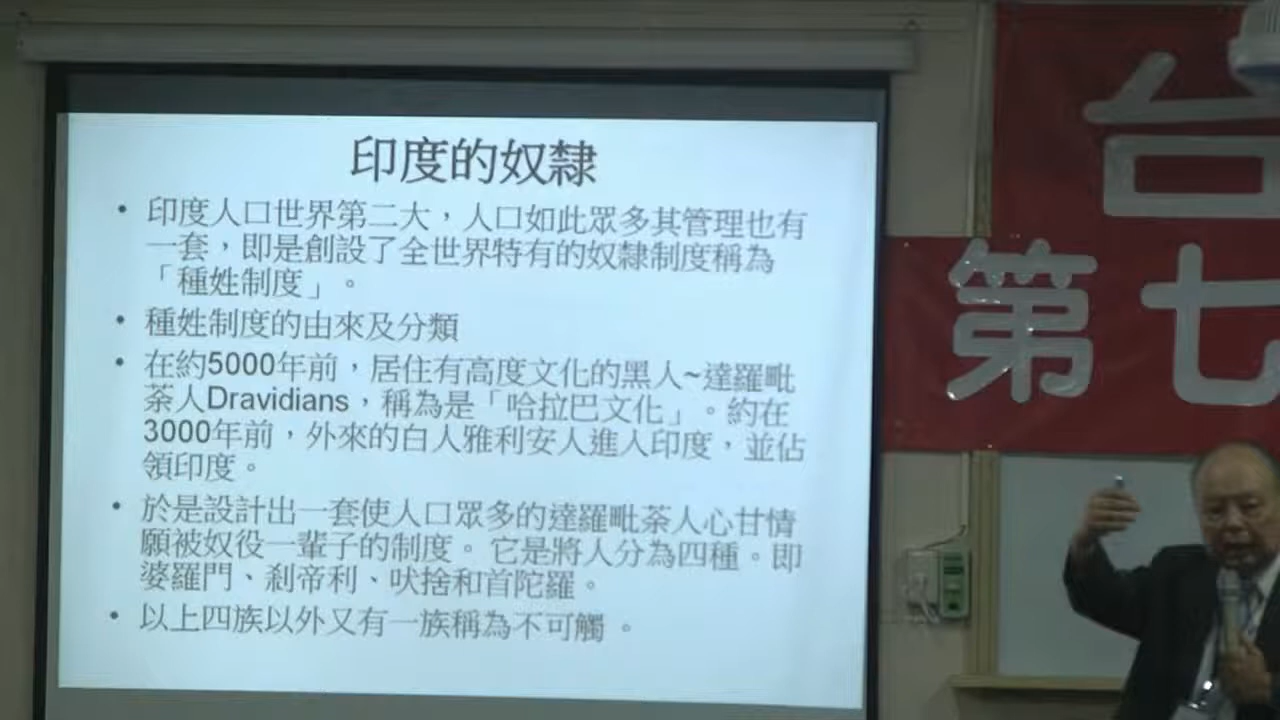 印度的奴隸
• 印度人口世界第二大，人口如此眾多其管理也有
一套，即是創設了全世界特有的奴隸制度稱為
「種姓制度」。
• 種姓制度的由來及分類
• 在約5000年前，居住有高度文化的黑人~達羅毗
荼人Dravidians，稱為是「哈拉巴文化」。約在
3000年前，外來的白人雅利安人進入印度，並佔
領印度。
• 於是設計出一套使人口眾多的達羅毗荼人心甘情
願被奴役一輩子的制度。它是將人分為四種。即
婆羅門、剎帝利、吠捨和首陀羅。
• 以上四族以外又有一族稱為不可觸。
台
第七